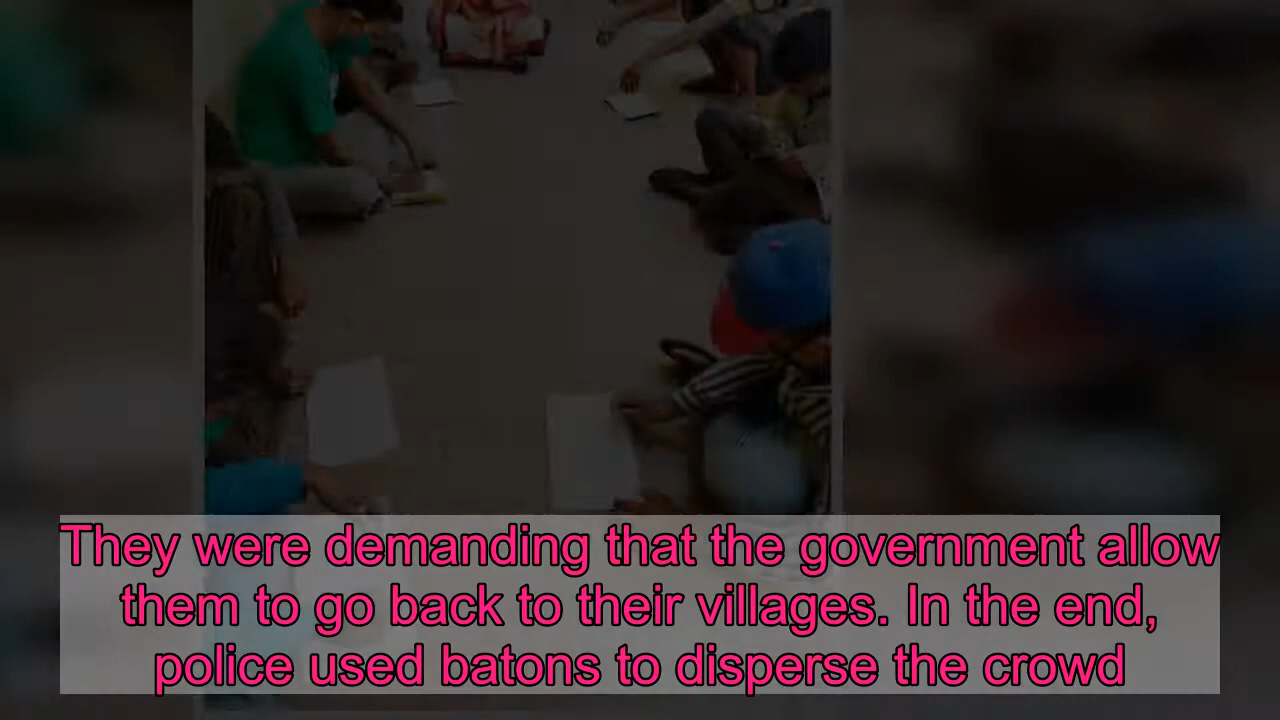 They were demanding that the government allow
them to go back to their villages. In the end,
police used batons to disperse the crowd